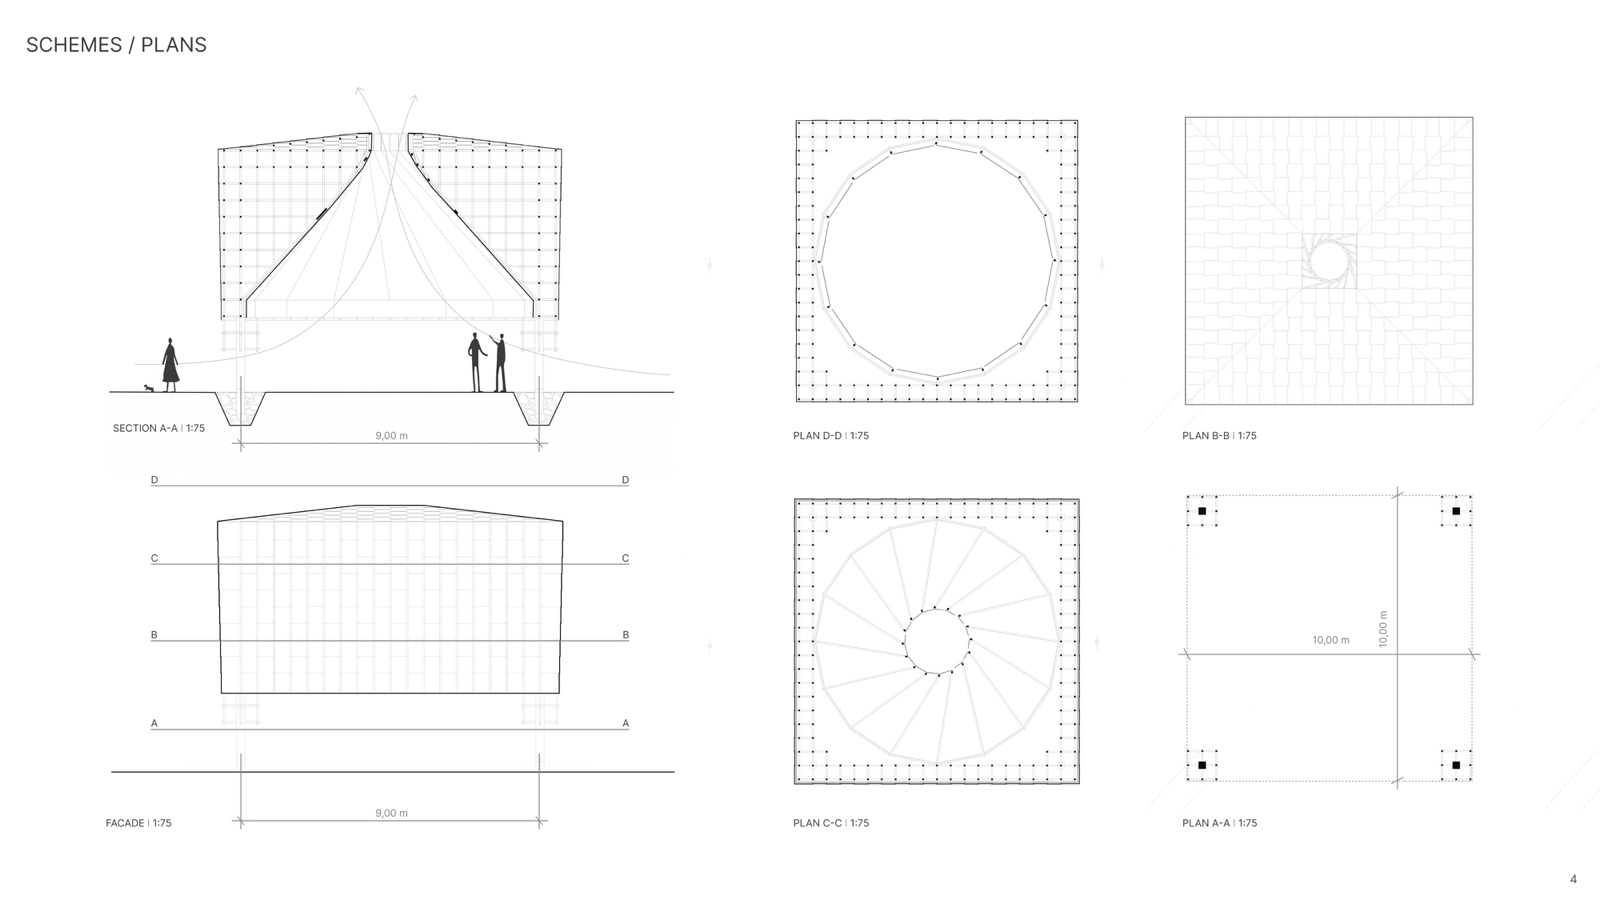 SCHEMES / PLANS
SECTION A-A | 1:75
9,00 m
D D
C C
B B
A A
9,00 m
FACADE | 1:75
PLAN D-D | 1:75
PLAN B-B | 1:75
PLAN C-C | 1:75
10,00 m
10,00 m
PLAN A-A | 1:75
4